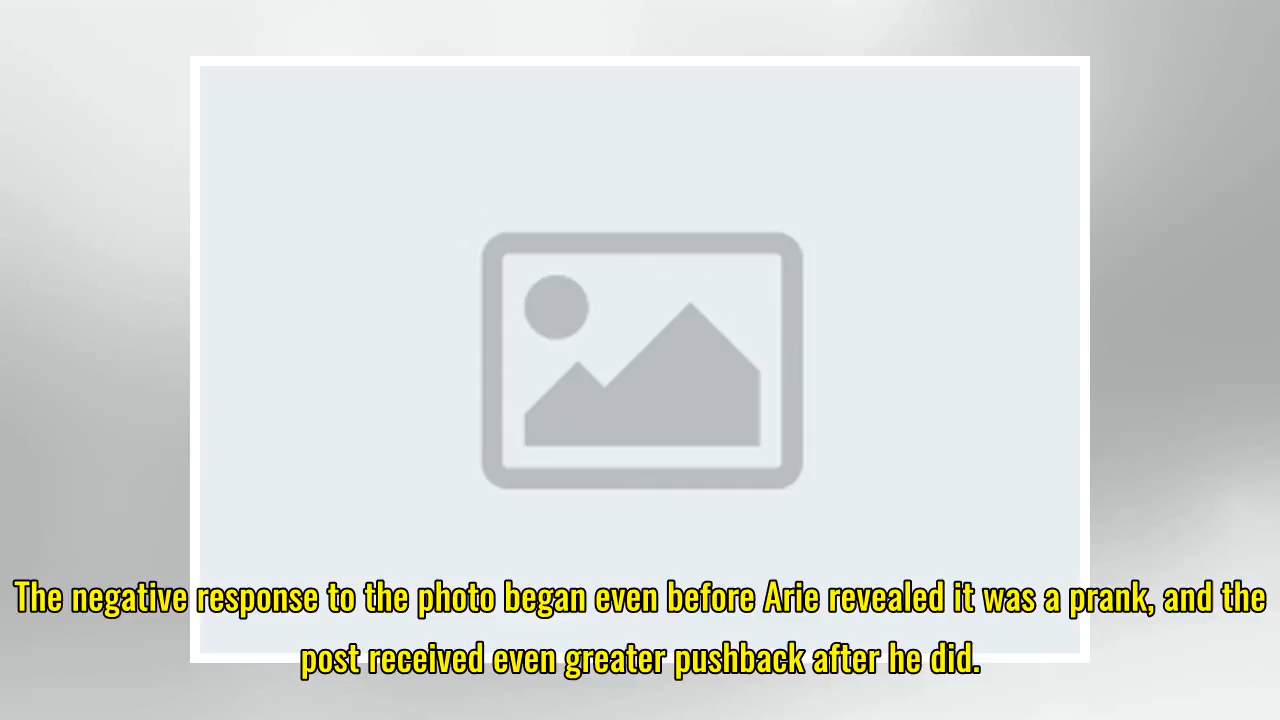 The negative response to the photo began even before Arie revealed it was a prank, and the
post received even greater pushback after he did.